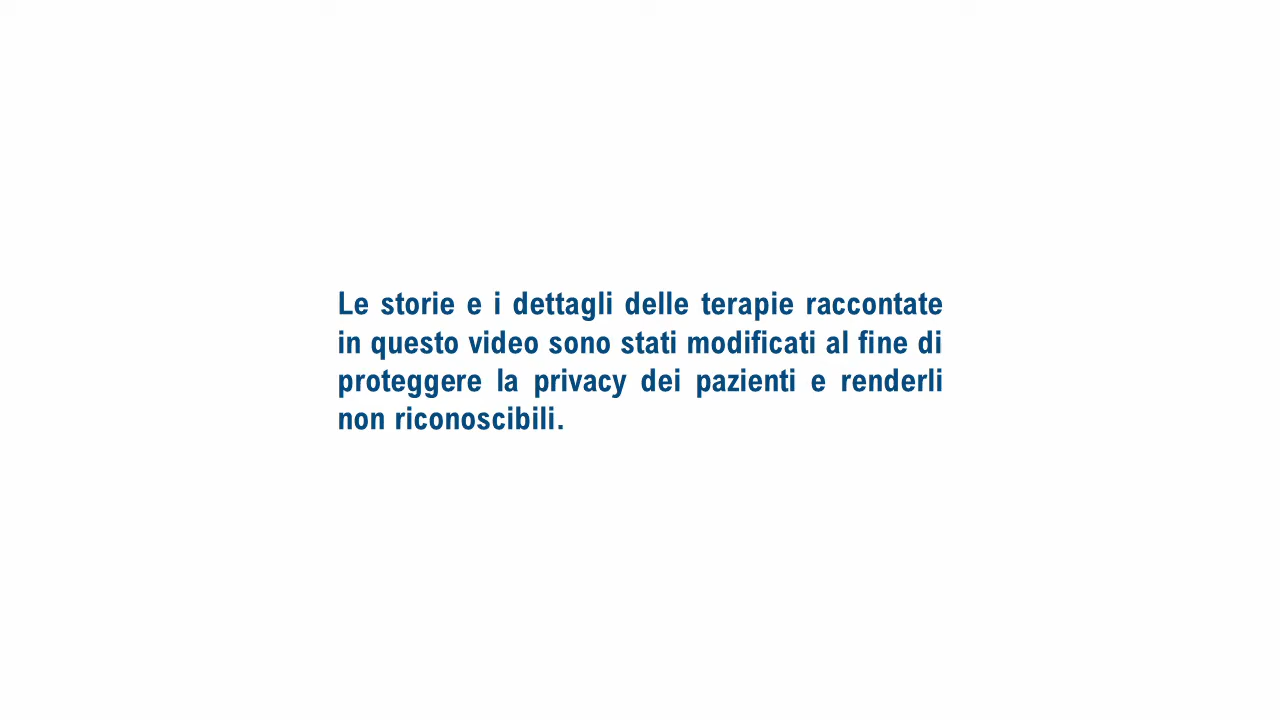 Le storie e i dettagli delle terapie raccontate
in questo video sono stati modificati al fine di
proteggere la privacy dei pazienti e renderli
non riconoscibili.